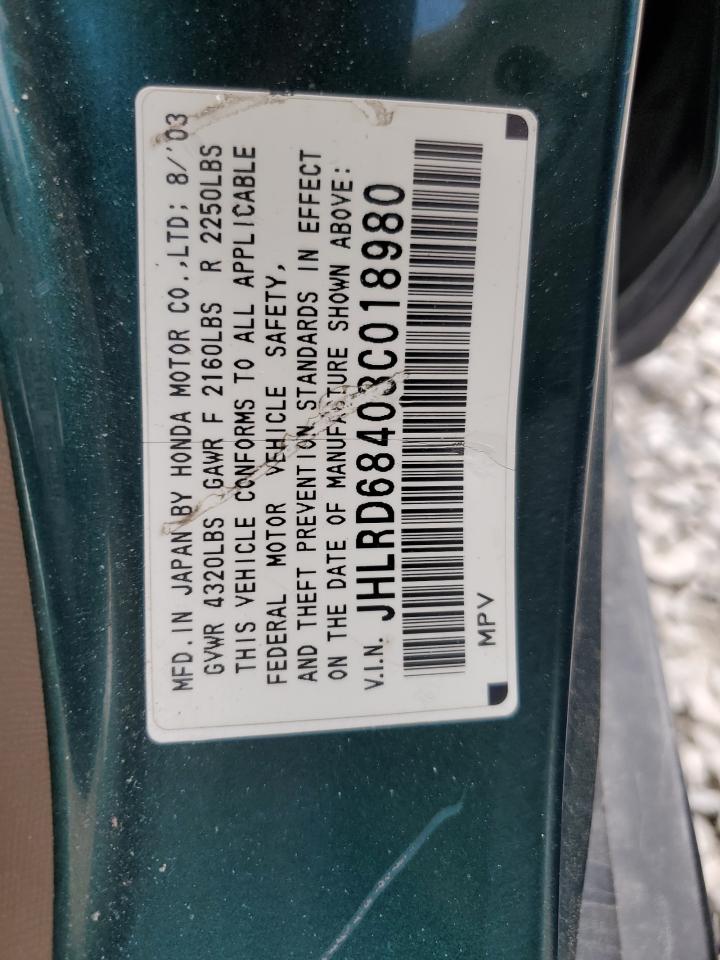 MFD.IN JAPAN BY HONDA MOTOR CO.,LTD; 8/'03
GVWR 4320LBS GAWR F 2160LBS R 2250LBS
THIS VEHICLE CONFORMS TO ALL APPLICABLE
FEDERAL MOTOR VEHICLE SAFETY,
AND THEFT PREVENTION STANDARDS IN EFFECT
ON THE DATE OF MANUFACTURE SHOWN ABOVE:
V.I.N. JHLRD68403C018980
MPV